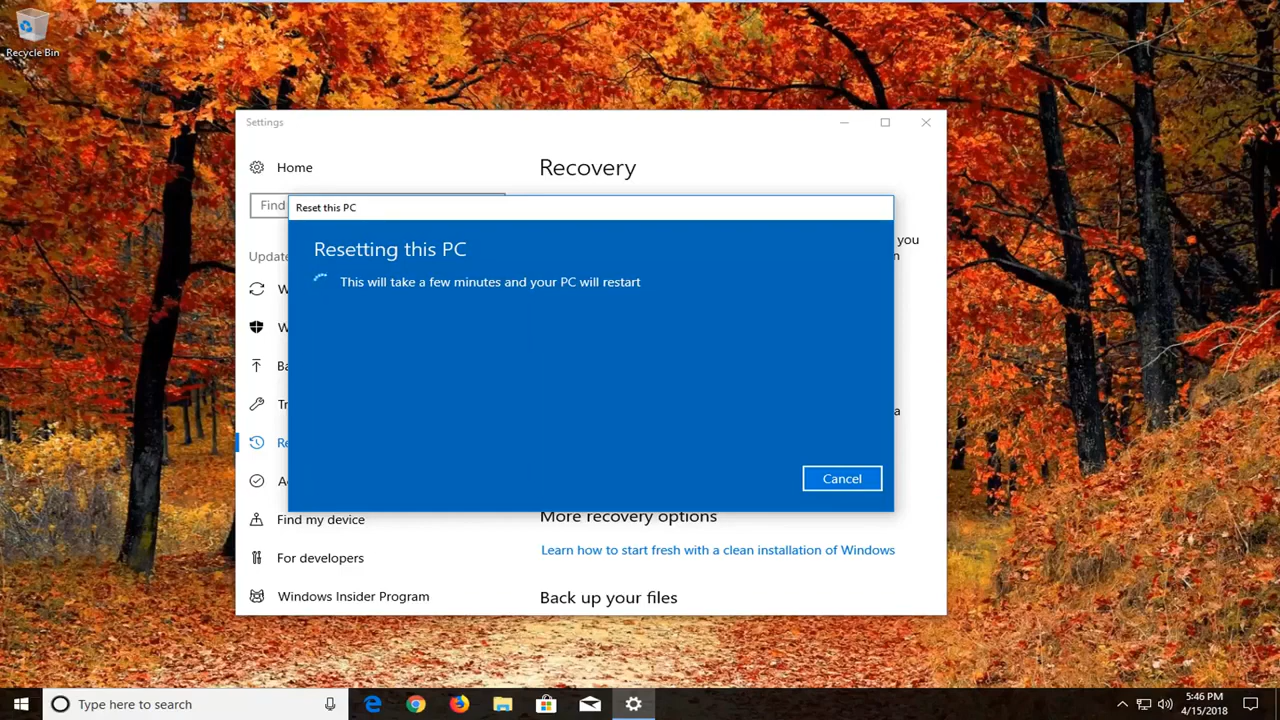 Recycle Bin
Settings
Home
Recovery
Find
Reset this PC
Resetting this PC
This will take a few minutes and your PC will restart
Cancel
you
Update
W
W
Ba
Tr
a
Re
A
Find my device
More recovery options
Learn how to start fresh with a clean installation of Windows
For developers
Windows Insider Program
Back up your files
Type here to search
5:46 PM
4/15/2018